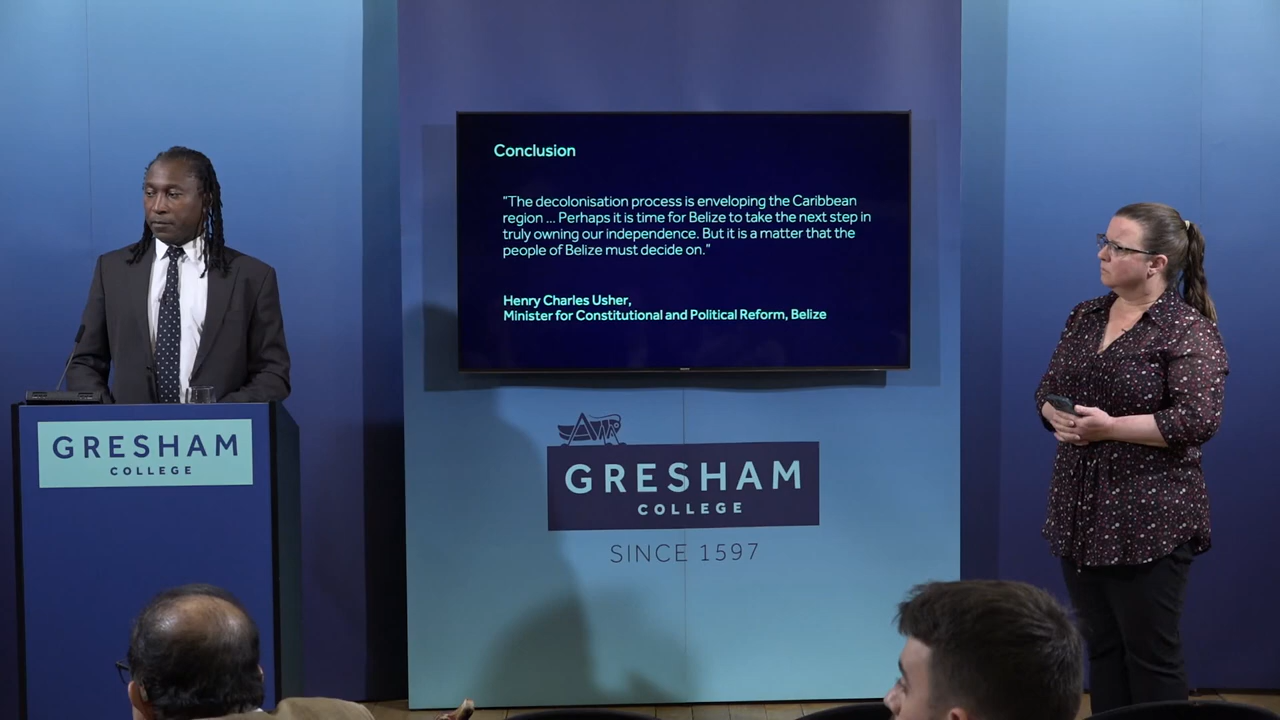 Conclusion
“The decolonisation process is enveloping the Caribbean
region ... Perhaps it is time for Belize to take the next step in
truly owning our independence. But it is a matter that the
people of Belize must decide on.”
Henry Charles Usher,
Minister for Constitutional and Political Reform, Belize
GRESHAM
COLLEGE
GRESHAM
COLLEGE
SINCE 1597